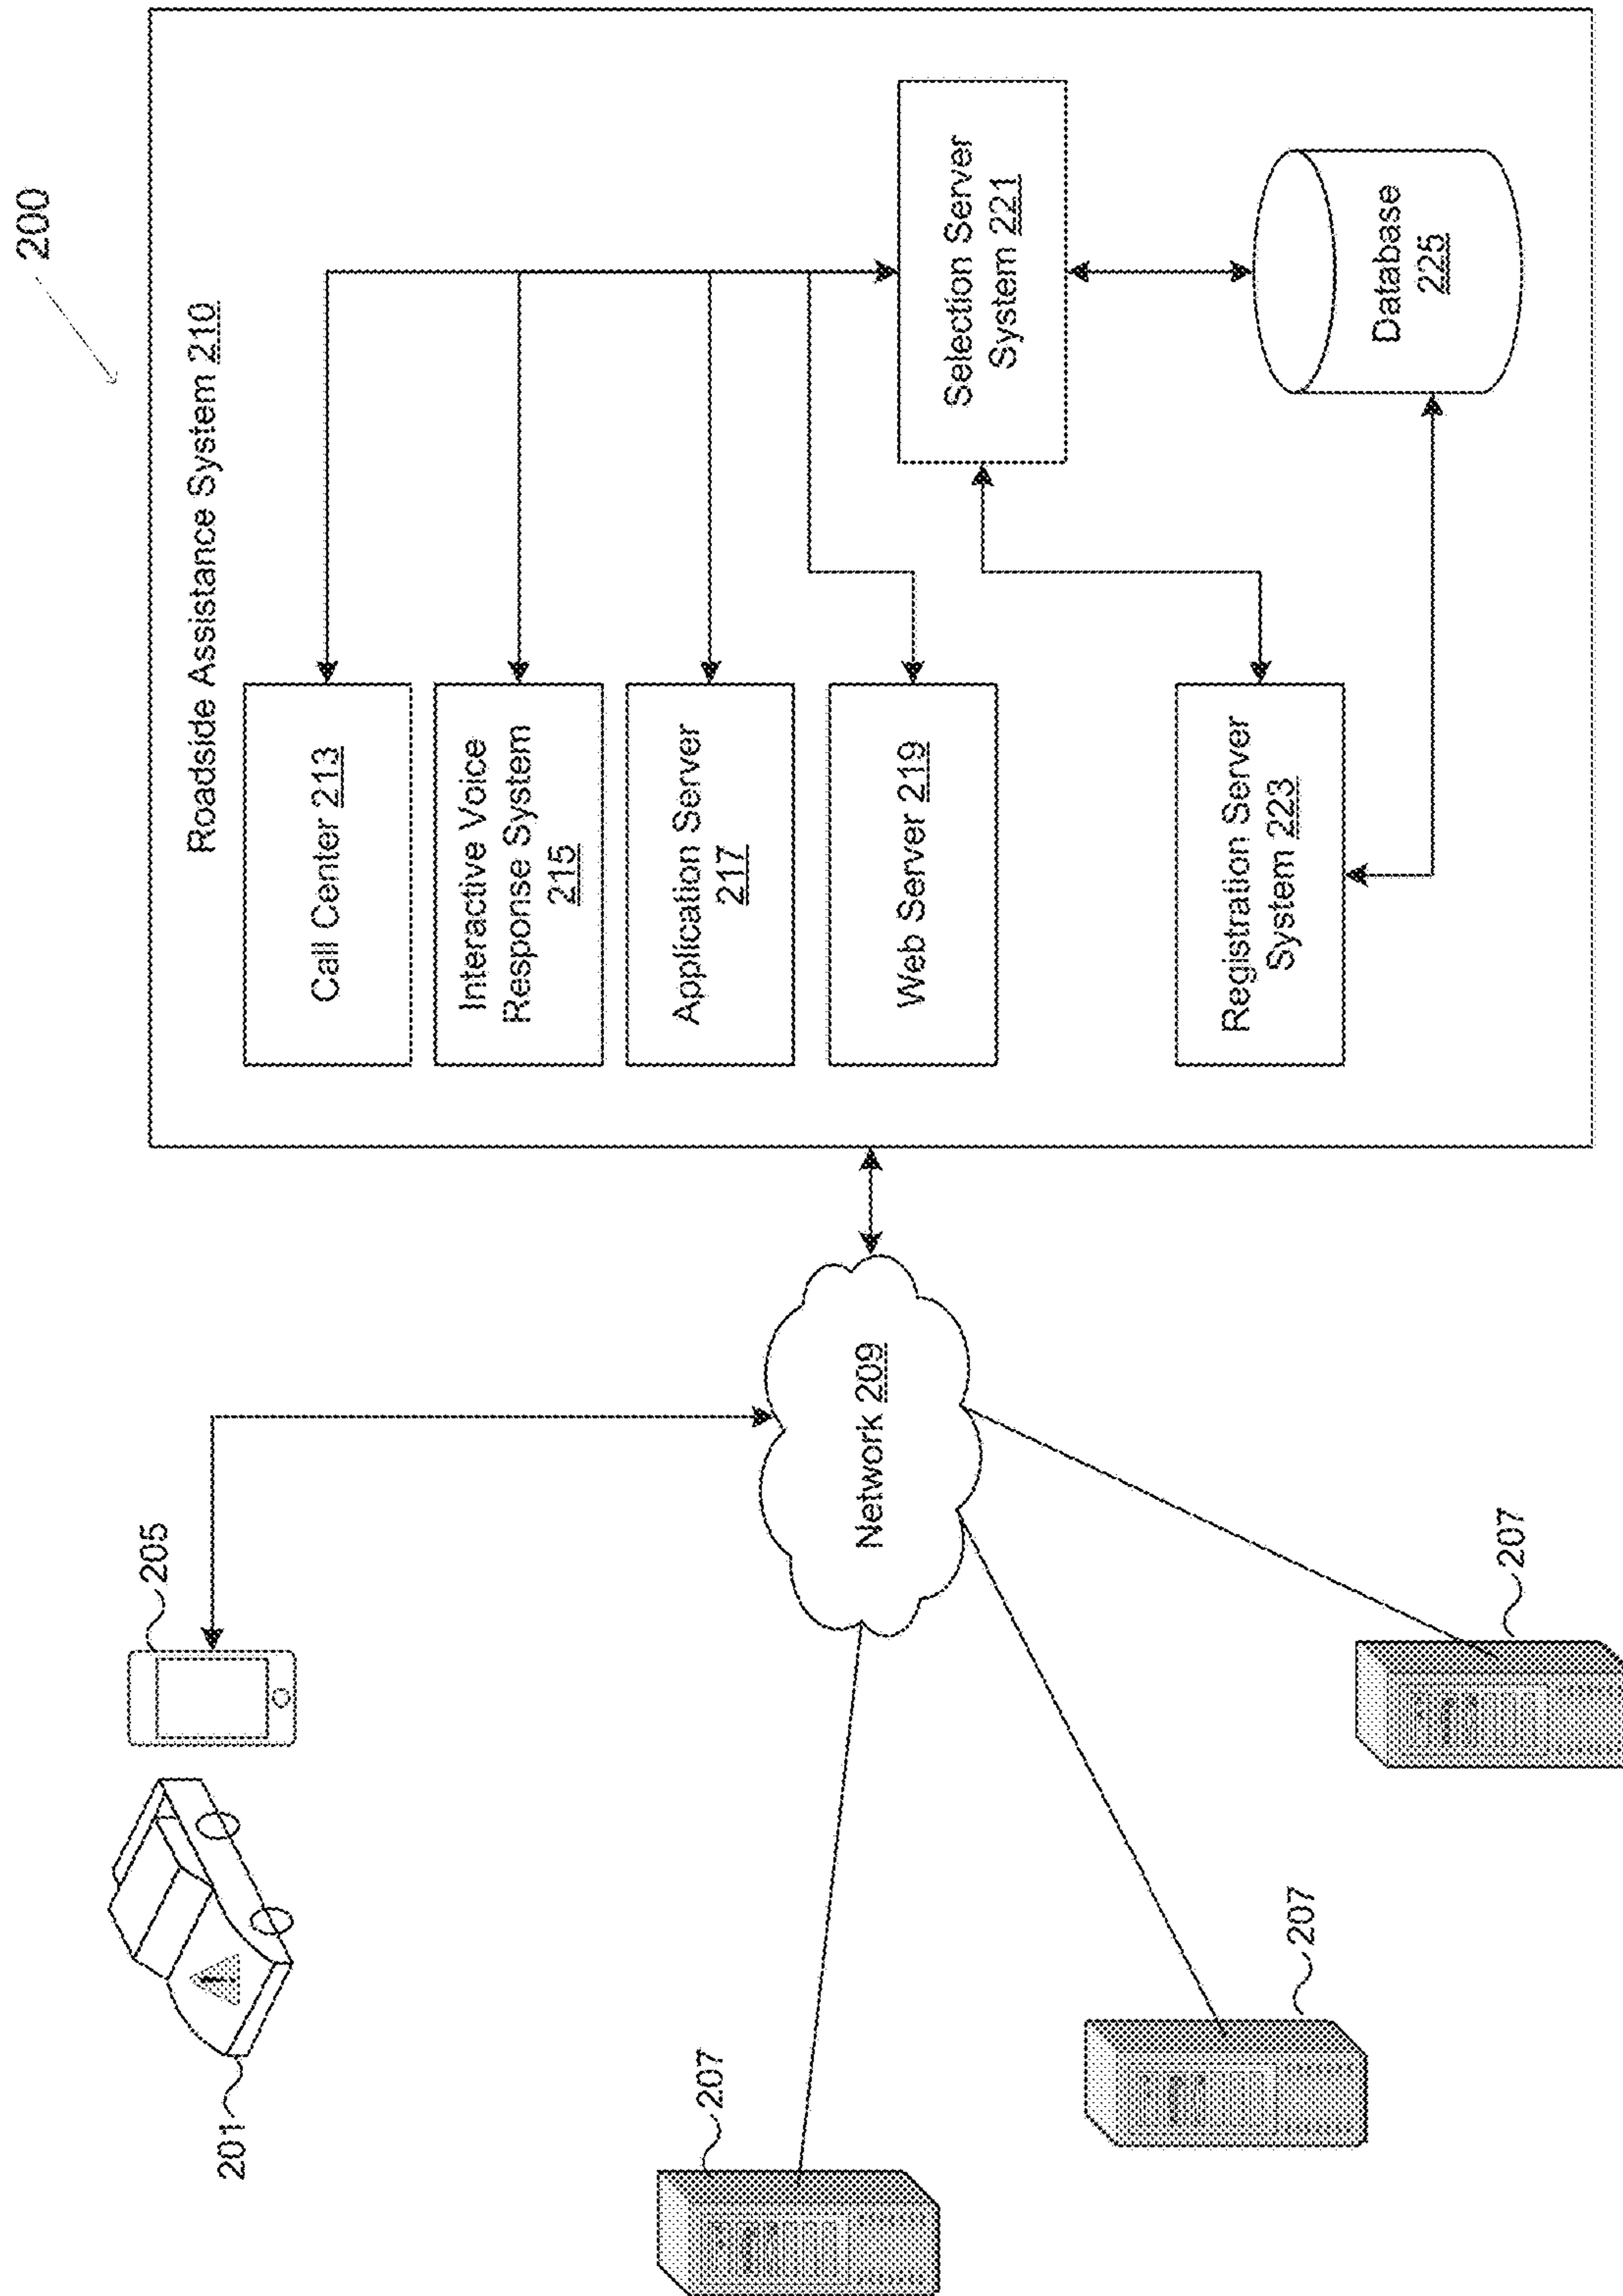 200
Roadside Assistance System 210
Call Center 213
Interactive Voice
Response System
215
Application Server
217
Web Server 219
Registration Server
System 223
Selection Server
System 221
Database
225
Network 209
205
201
207
207
207